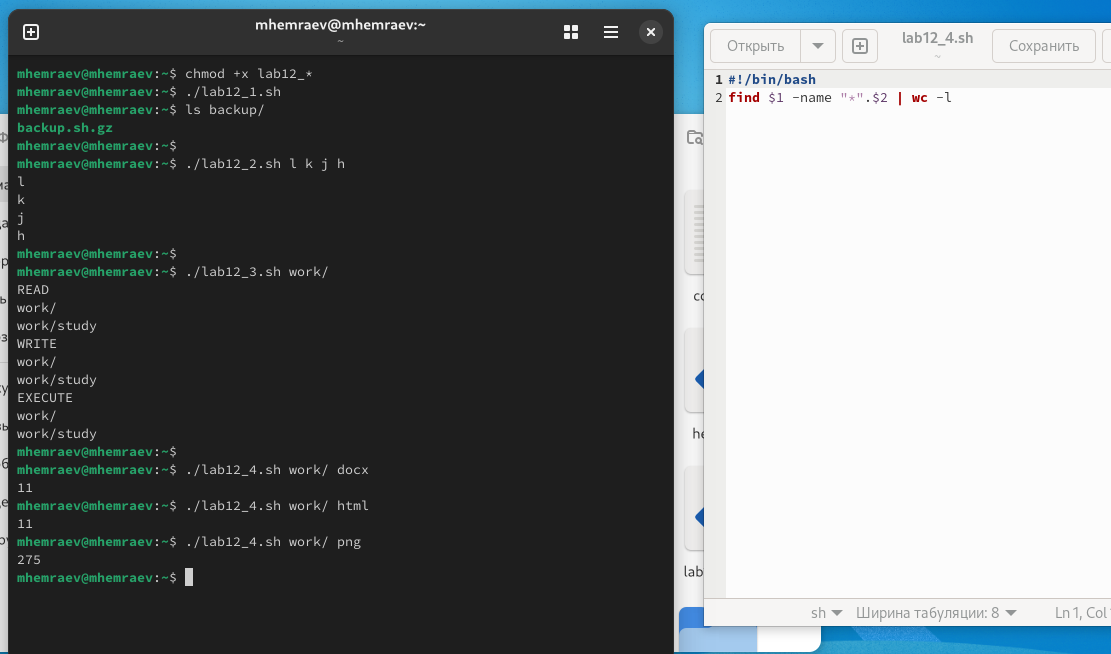 mhemraev@mhemraev:~
~
mhemraev@mhemraev:~$ chmod +x lab12_*
mhemraev@mhemraev:~$ ./lab12_1.sh
mhemraev@mhemraev:~$ ls backup/
backup.sh.gz
mhemraev@mhemraev:~$
mhemraev@mhemraev:~$ ./lab12_2.sh l k j h
l
k
j
h
mhemraev@mhemraev:~$
mhemraev@mhemraev:~$ ./lab12_3.sh work/
READ
work/
work/study
WRITE
work/
work/study
EXECUTE
work/
work/study
mhemraev@mhemraev:~$
mhemraev@mhemraev:~$ ./lab12_4.sh work/ docx
11
mhemraev@mhemraev:~$ ./lab12_4.sh work/ html
11
mhemraev@mhemraev:~$ ./lab12_4.sh work/ png
275
mhemraev@mhemraev:~$
Открыть
lab12_4.sh
~
Сохранить
1 #!/bin/bash
2 find $1 -name "*".$2 | wc -l
sh
Ширина табуляции: 8
Ln 1, Col
lab